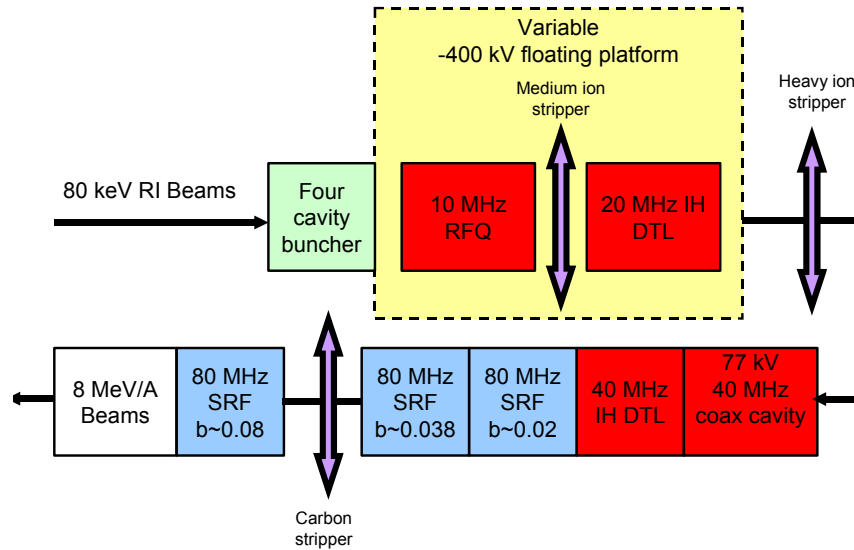 Variable
-400 kV floating platform
Medium ion
stripper
Heavy ion
stripper
80 keV RI Beams
Four
cavity
buncher
10 MHz
RFQ
20 MHz IH
DTL
8 MeV/A
Beams
80 MHz
SRF
b~0.08
80 MHz
SRF
b~0.038
80 MHz
SRF
b~0.02
40 MHz
IH DTL
77 kV
40 MHz
coax cavity
Carbon
stripper